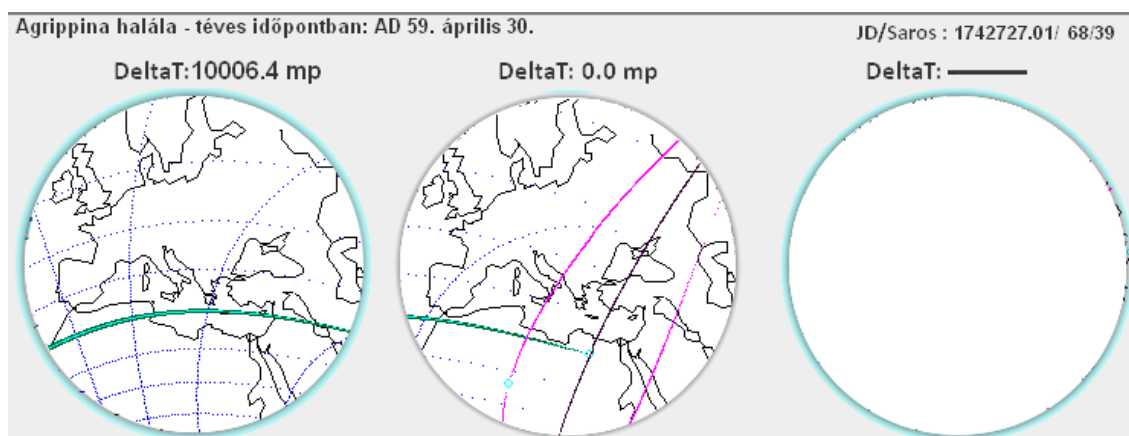 Agrippina halála - téves időpontban: AD 59. április 30.
JD/Saros : 1742727.01/ 68/39
DeltaT:10006.4 mp
DeltaT: 0.0 mp
DeltaT: